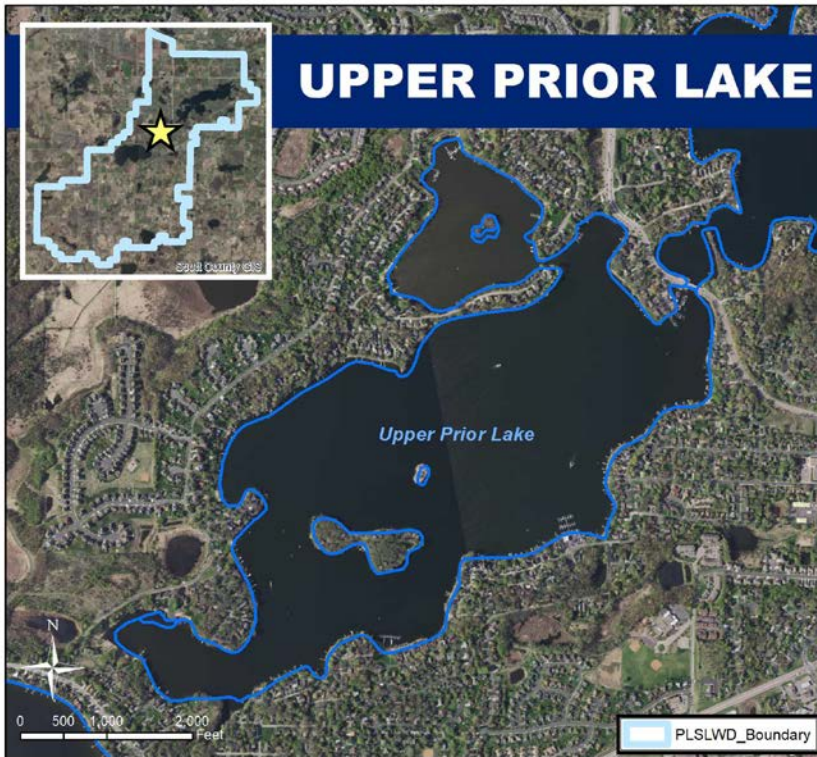 UPPER PRIOR LAKE
Scott County GIS
Upper Prior Lake
N
0 500 1,000 2,000
Feet
PLSLWD_Boundary